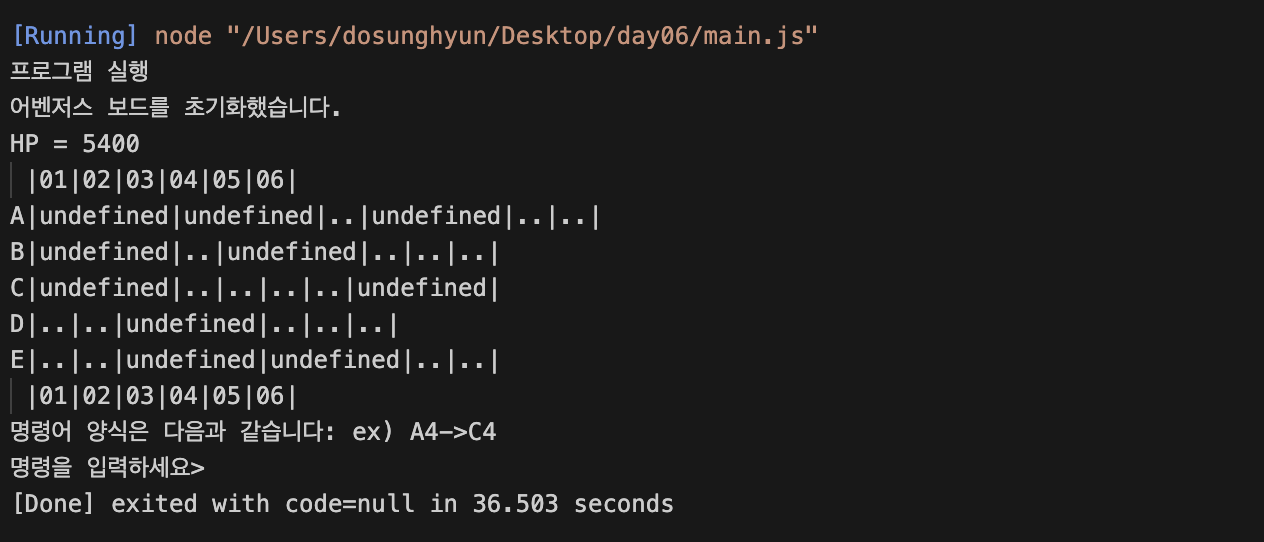 [Running] node "/Users/dosunghyun/Desktop/day06/main.js"
프로그램 실행
어벤저스 보드를 초기화했습니다.
HP = 5400
 |01|02|03|04|05|06|
A|undefined|undefined|..|undefined|..|..|
B|undefined|..|undefined|..|..|..|
C|undefined|..|..|..|..|undefined|
D|..|..|undefined|..|..|..|
E|..|..|undefined|undefined|..|..|
 |01|02|03|04|05|06|
명령어 양식은 다음과 같습니다: ex) A4->C4
명령을 입력하세요>
[Done] exited with code=null in 36.503 seconds